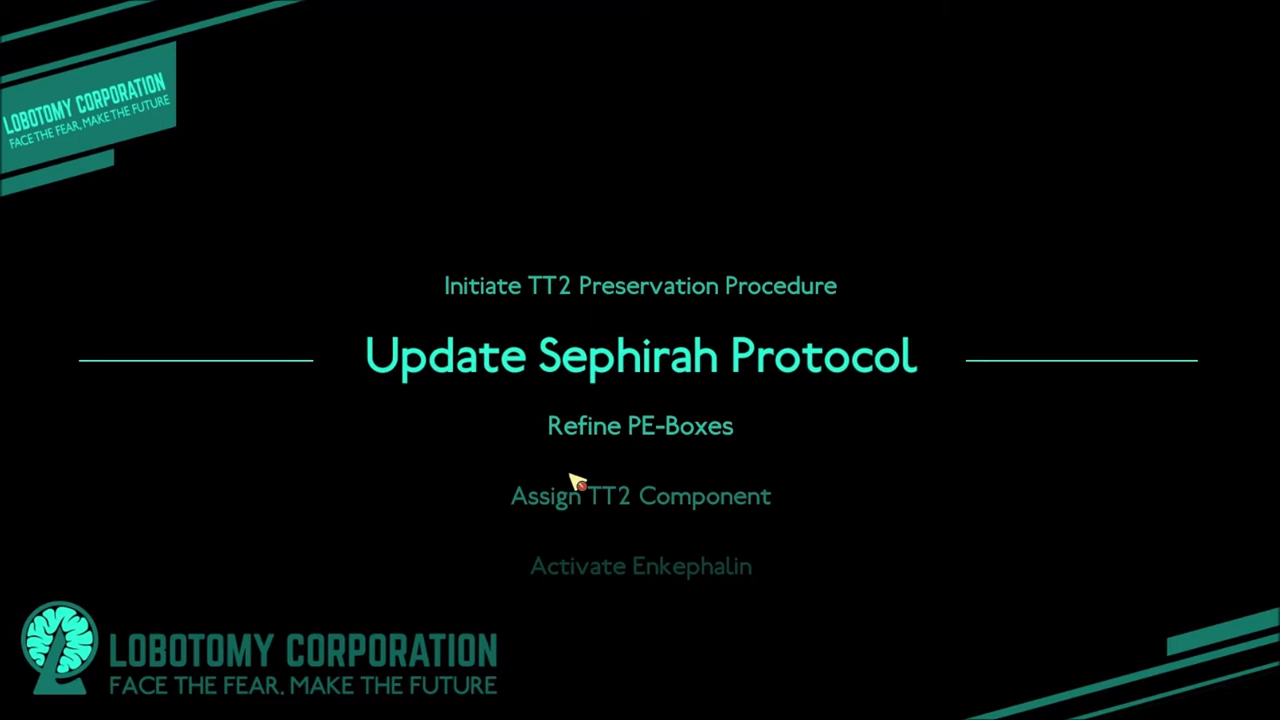 LOBOTOMY CORPORATION
FACE THE FEAR, MAKE THE FUTURE
Initiate TT2 Preservation Procedure
Update Sephirah Protocol
Refine PE-Boxes
Assign TT2 Component
Activate Enkephalin
LOBOTOMY CORPORATION
FACE THE FEAR, MAKE THE FUTURE